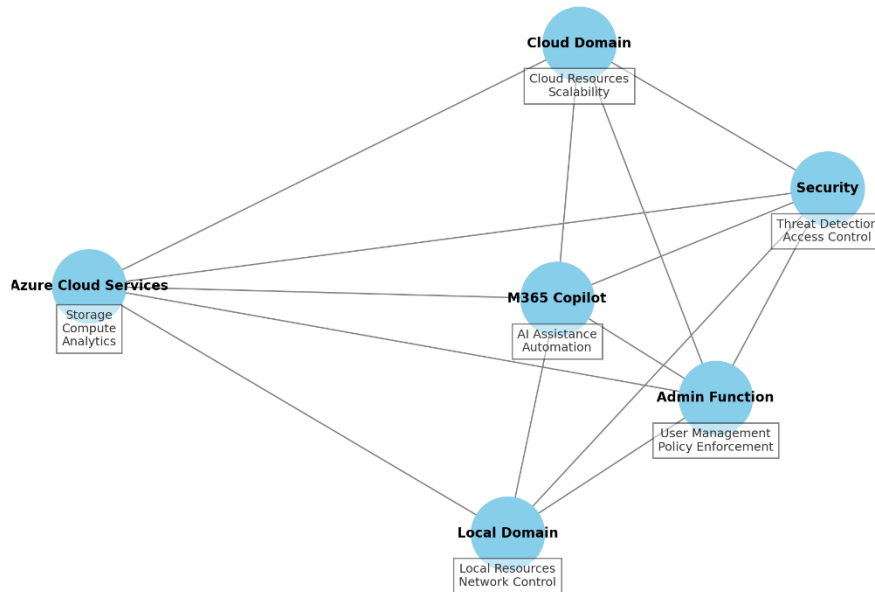 Cloud Domain
Cloud Resources
Scalability
Security
Threat Detection
Access Control
Azure Cloud Services
Storage
Compute
Analytics
M365 Copilot
AI Assistance
Automation
Admin Function
User Management
Policy Enforcement
Local Domain
Local Resources
Network Control